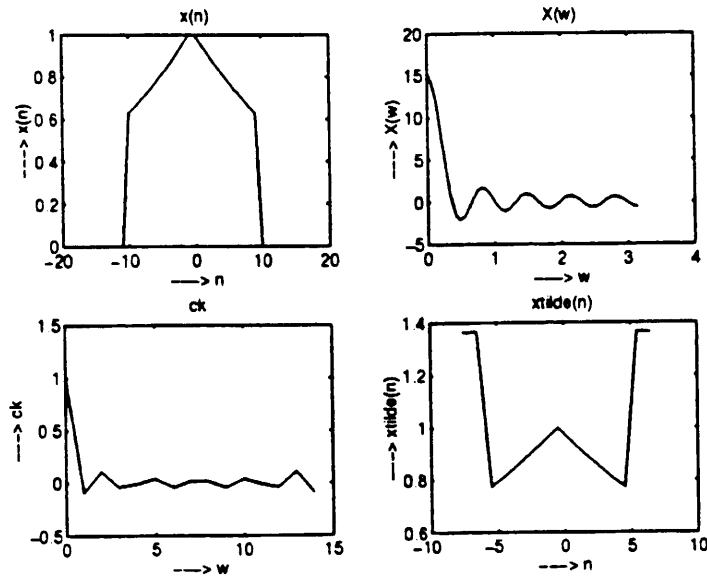 x(n)
1
0 8
0 6
0 4
0 2
0
----> x(n)
-20 -10 0 10 20
----> n
X(w)
20
15
10
5
0
-5
----> X(w)
0 1 2 3 4
----> w
ck
1 5
1
0 5
0
-0.5
----> ck
0 5 10 15
----> w
xtilde(n)
1.4
1.2
1
0.8
0.6
----> xtilde(n)
-10 -5 0 5 10
----> n